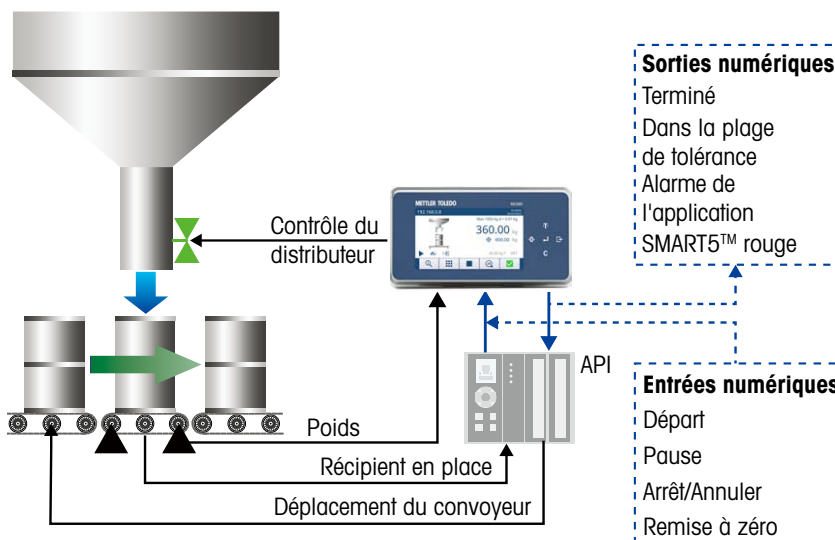 Sorties numériques
Terminé
Dans la plage
de tolérance
Alarme de
l'application
SMART5™ rouge
METTLER TOLEDO
360.00 kg
Contrôle du
distributeur
API
Entrées numériques
Départ
Pause
Arrêt/Annuler
Remise à zéro
Poids
Récipient en place
Déplacement du convoyeur